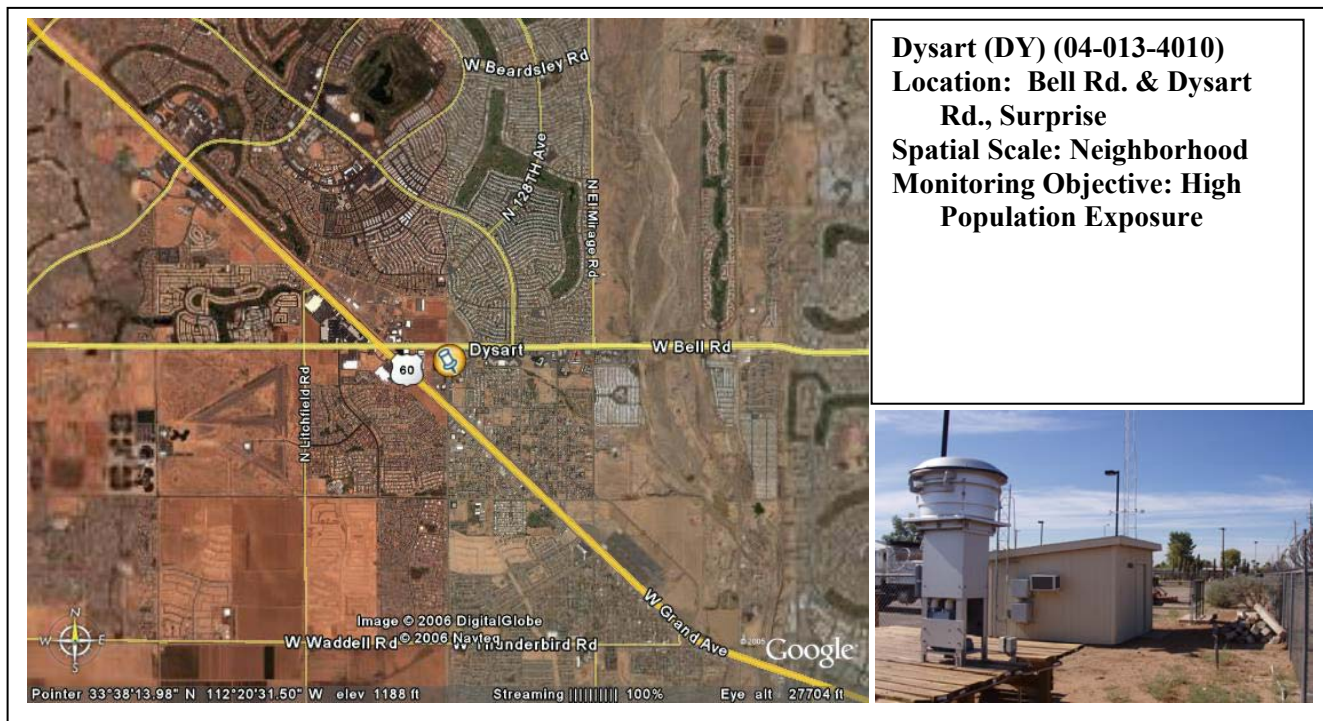 W Beardsley Rd
N 128TH Ave
N El Mirage Rd
Dysart
W Bell Rd
60
N Litchfield Rd
W Grand Ave
Image © 2006 DigitalGlobe
© 2006 Navteq
W Waddell Rd
W Thunderbird Rd
N
W E
S
© 2005 Google
Pointer 33°38'13.98" N 112°20'31.50" W elev 1188 ft Streaming ||||||||| 100% Eye alt 27704 ft
Dysart (DY) (04-013-4010)
Location: Bell Rd. & Dysart
Rd., Surprise
Spatial Scale: Neighborhood
Monitoring Objective: High
Population Exposure